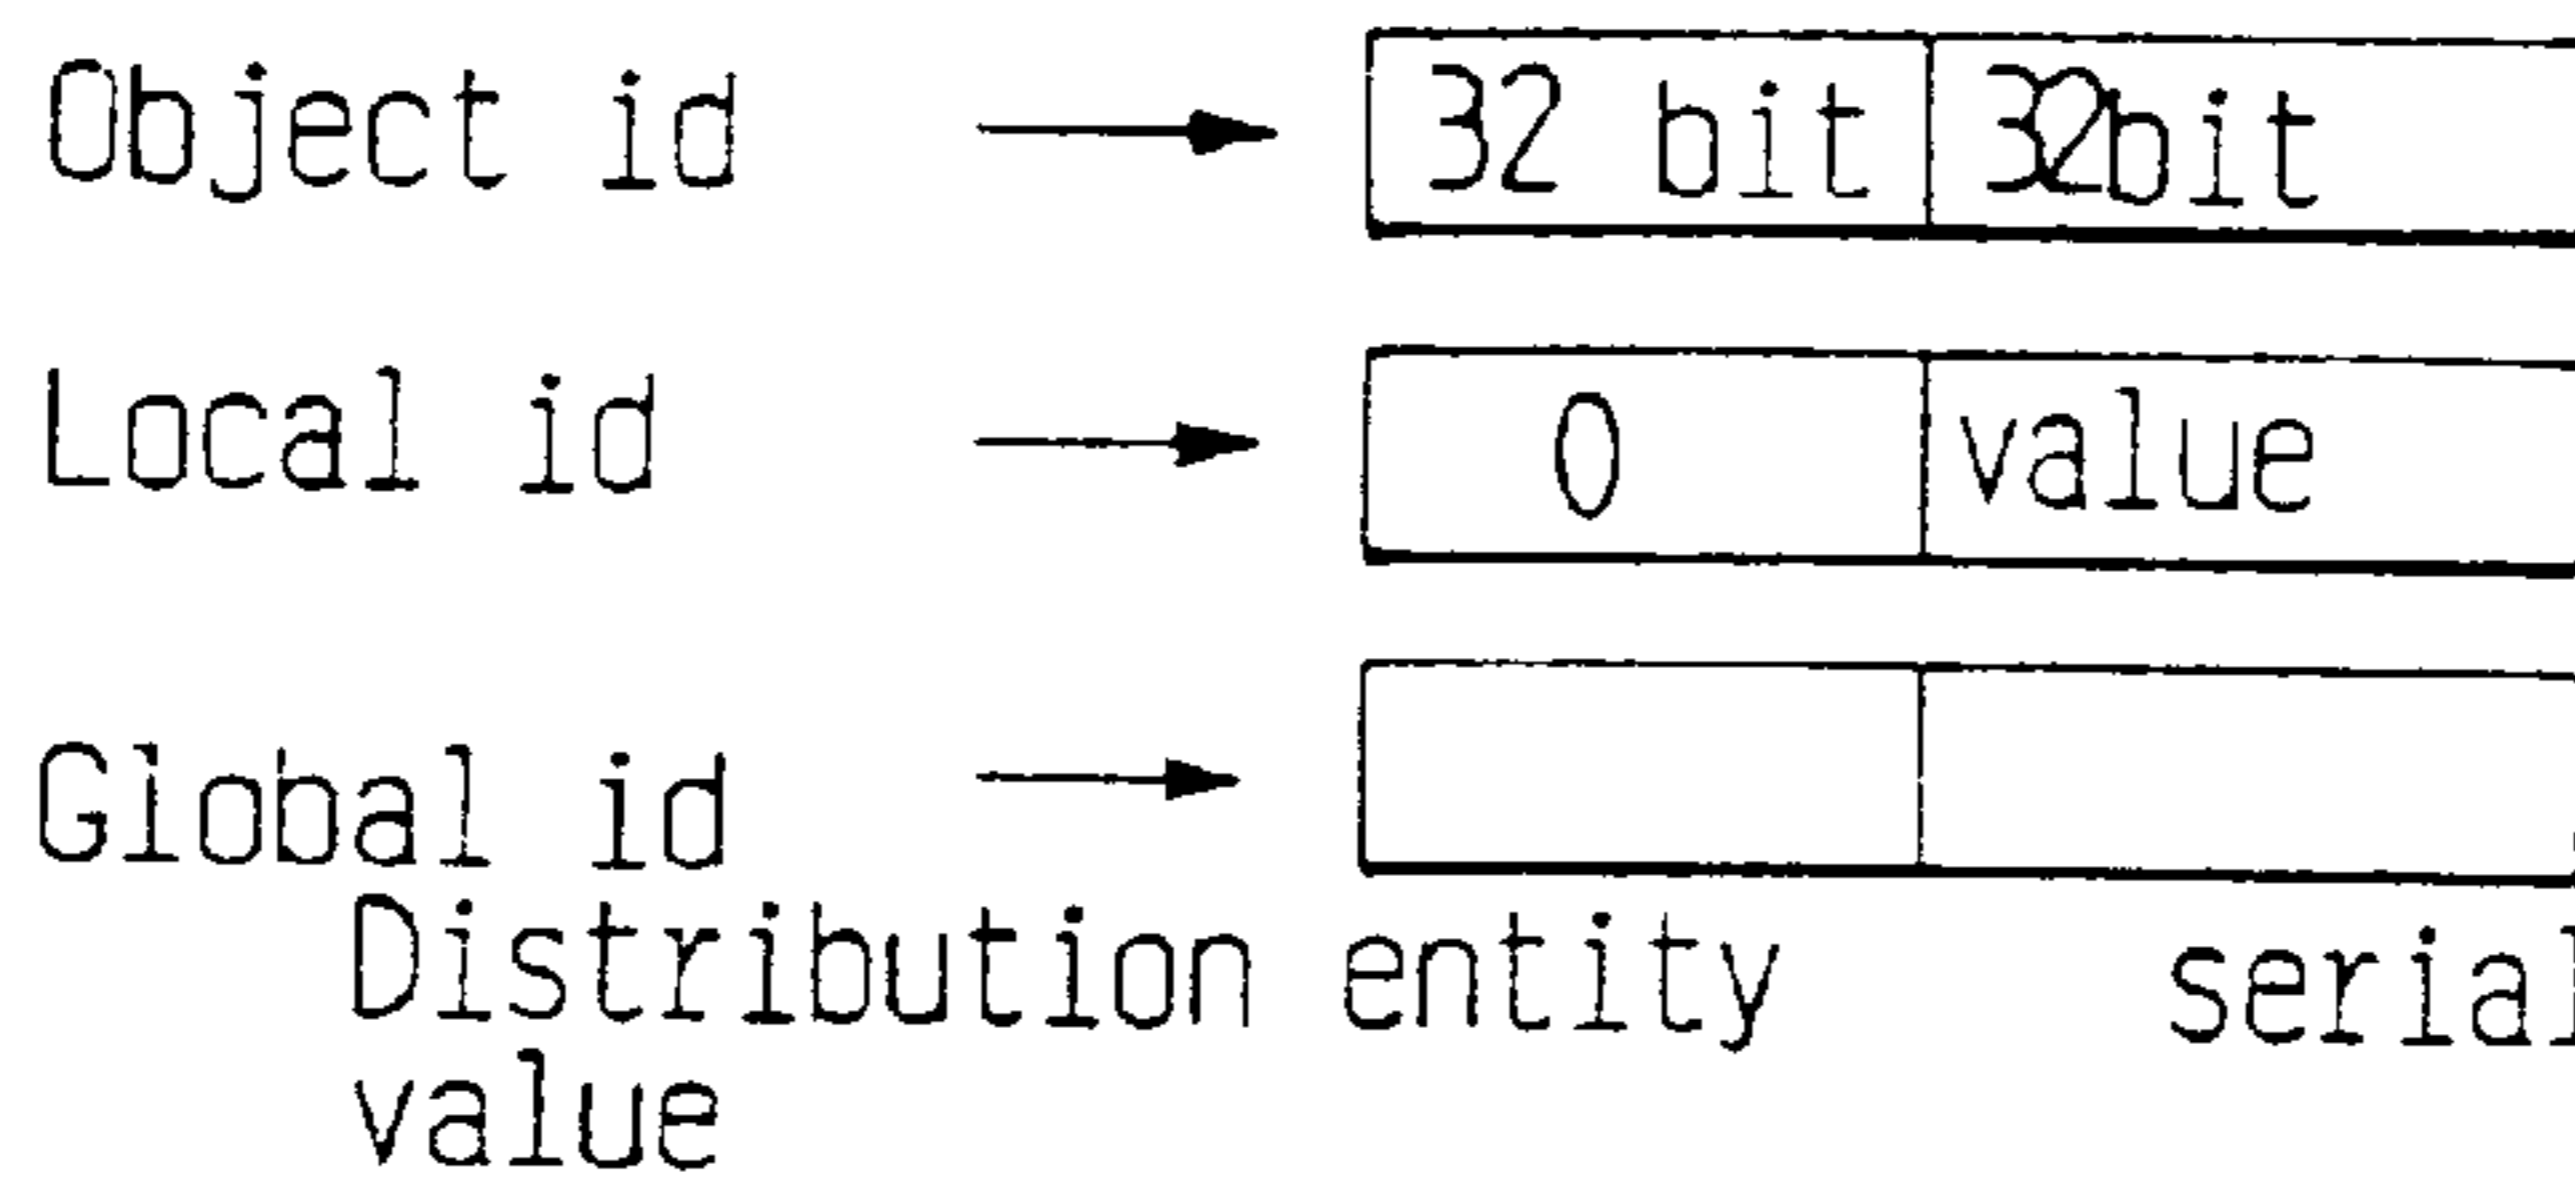 Object id 32 bit 32bit
Local id 0 value
Global id
Distribution entity serial
value